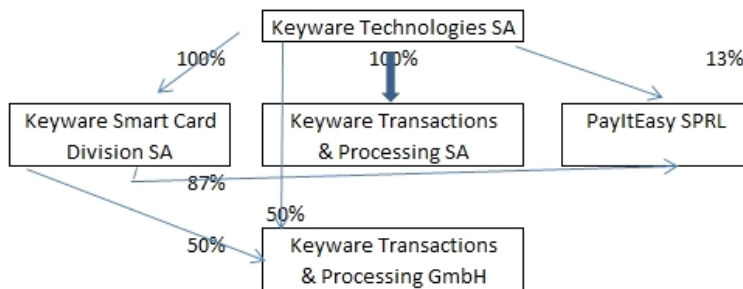 Keyware Technologies SA
100%
100%
13%
Keyware Smart Card
Division SA
Keyware Transactions
& Processing SA
PayItEasy SPRL
87%
50%
50%
Keyware Transactions
& Processing GmbH